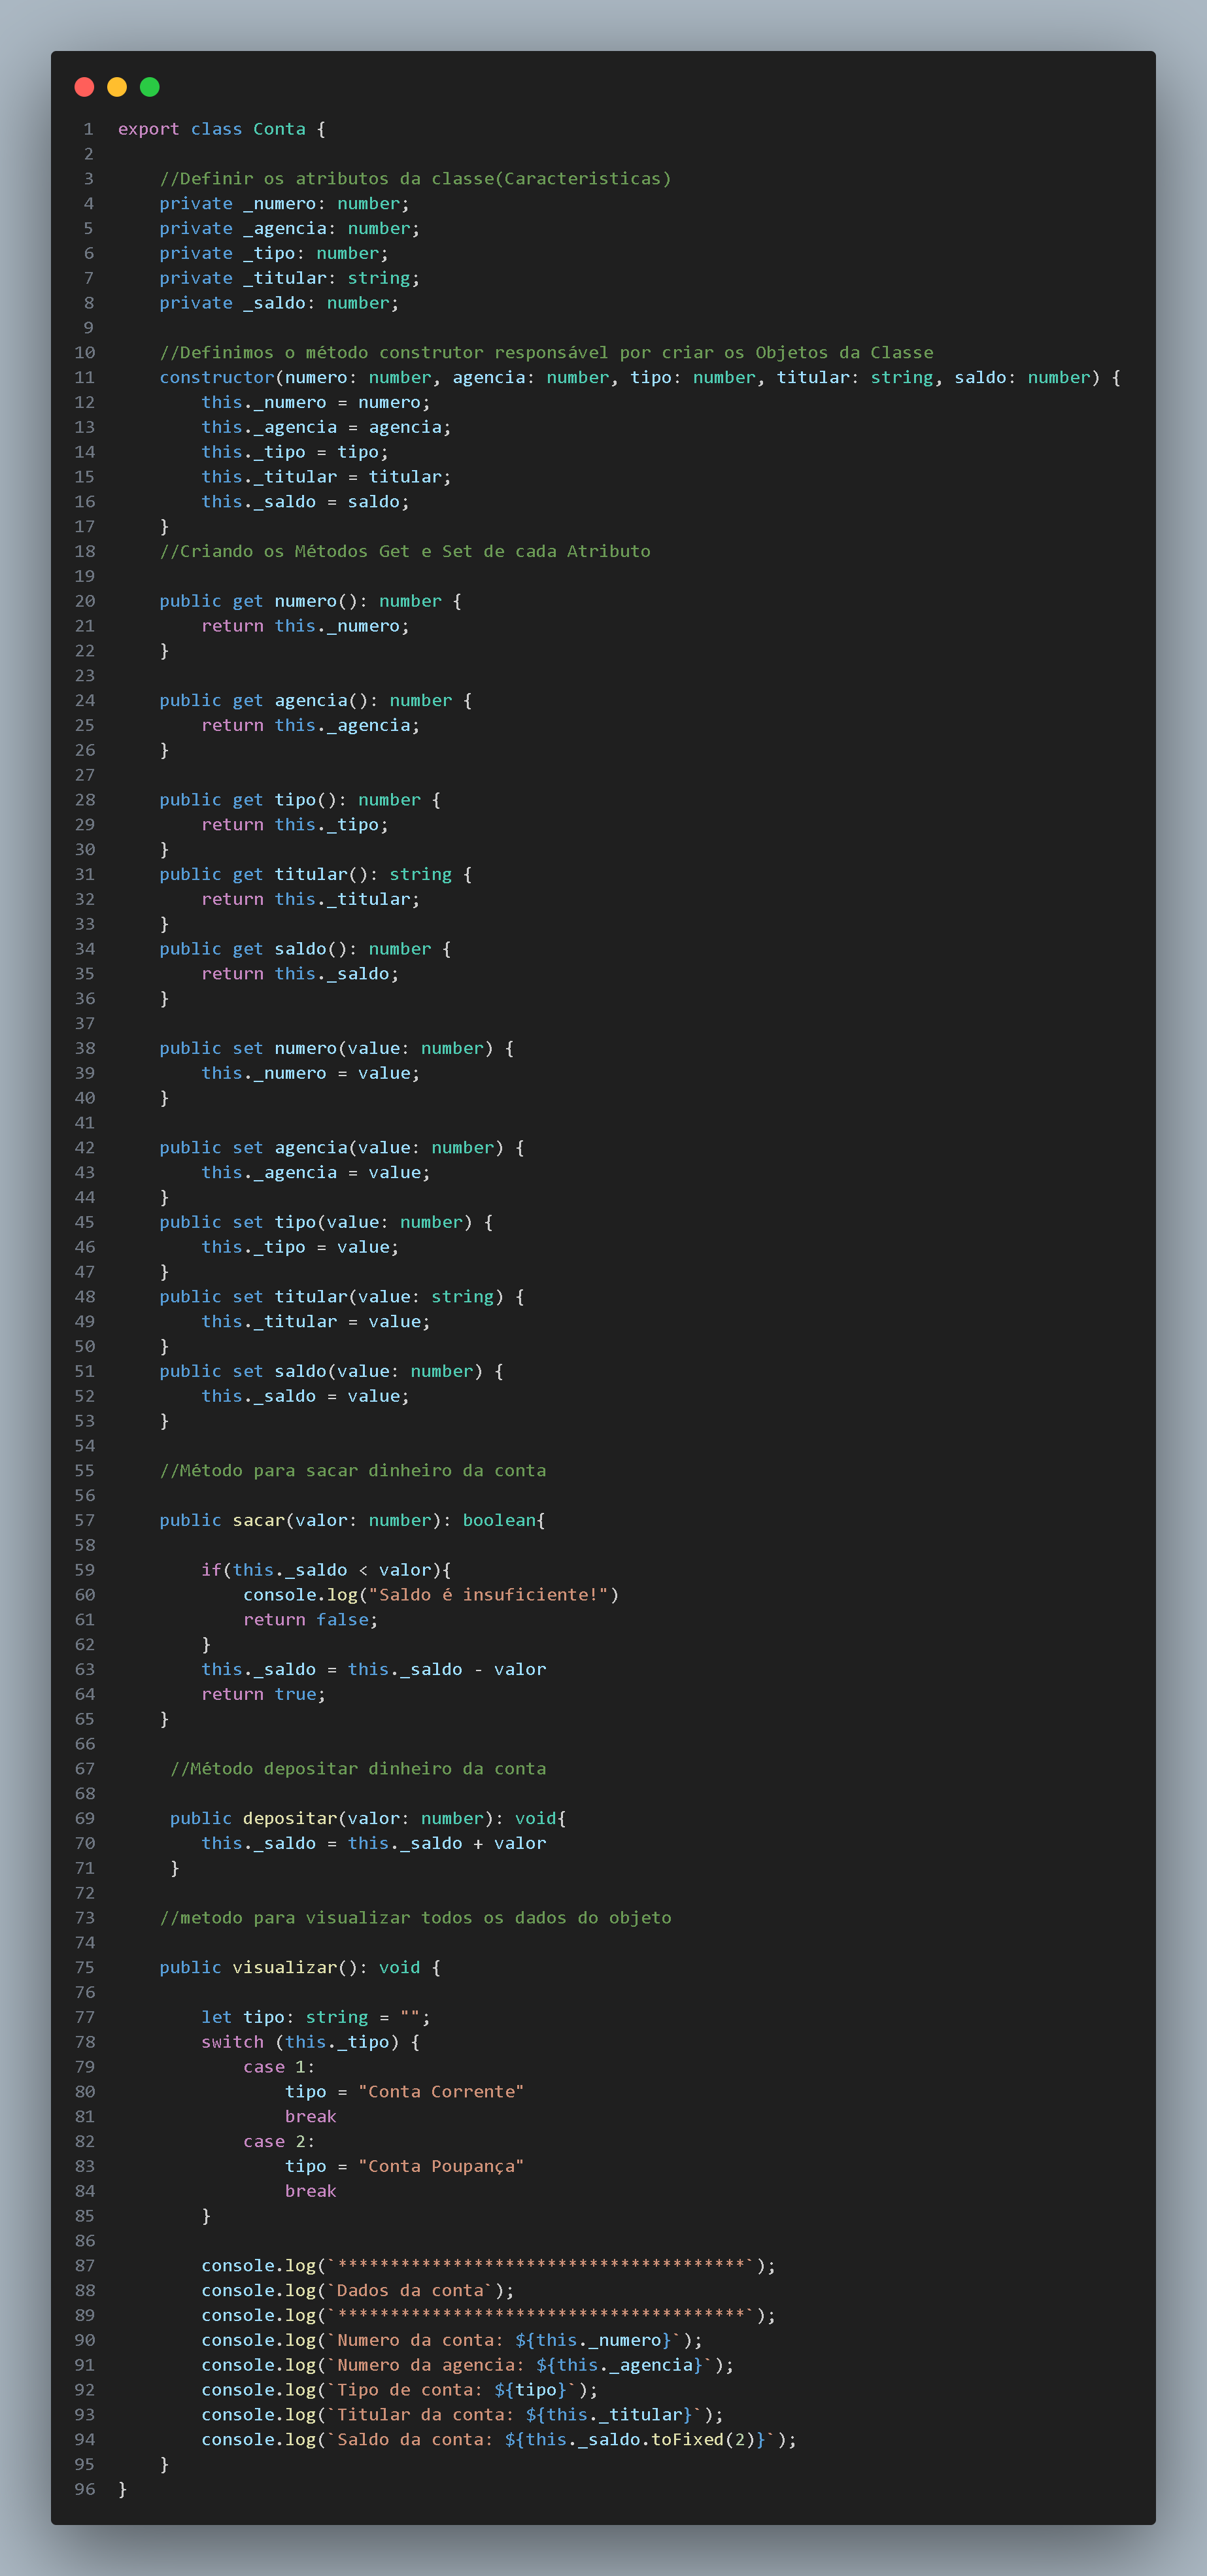 1 export class Conta {
2
3     //Definir os atributos da classe(Caracteristicas)
4     private _numero: number;
5     private _agencia: number;
6     private _tipo: number;
7     private _titular: string;
8     private _saldo: number;
9
10     //Definimos o método construtor responsável por criar os Objetos da Classe
11     constructor(numero: number, agencia: number, tipo: number, titular: string, saldo: number) {
12         this._numero = numero;
13         this._agencia = agencia;
14         this._tipo = tipo;
15         this._titular = titular;
16         this._saldo = saldo;
17     }
18     //Criando os Métodos Get e Set de cada Atributo
19
20     public get numero(): number {
21         return this._numero;
22     }
23
24     public get agencia(): number {
25         return this._agencia;
26     }
27
28     public get tipo(): number {
29         return this._tipo;
30     }
31     public get titular(): string {
32         return this._titular;
33     }
34     public get saldo(): number {
35         return this._saldo;
36     }
37
38     public set numero(value: number) {
39         this._numero = value;
40     }
41
42     public set agencia(value: number) {
43         this._agencia = value;
44     }
45     public set tipo(value: number) {
46         this._tipo = value;
47     }
48     public set titular(value: string) {
49         this._titular = value;
50     }
51     public set saldo(value: number) {
52         this._saldo = value;
53     }
54
55     //Método para sacar dinheiro da conta
56
57     public sacar(valor: number): boolean{
58
59         if(this._saldo < valor){
60             console.log("Saldo é insuficiente!")
61             return false;
62         }
63         this._saldo = this._saldo - valor
64         return true;
65     }
66
67      //Método depositar dinheiro da conta
68
69      public depositar(valor: number): void{
70         this._saldo = this._saldo + valor
71      }
72
73     //metodo para visualizar todos os dados do objeto
74
75     public visualizar(): void {
76
77         let tipo: string = "";
78         switch (this._tipo) {
79             case 1:
80                 tipo = "Conta Corrente"
81                 break
82             case 2:
83                 tipo = "Conta Poupança"
84                 break
85         }
86
87         console.log(`***************************************`);
88         console.log(`Dados da conta`);
89         console.log(`***************************************`);
90         console.log(`Numero da conta: ${this._numero}`);
91         console.log(`Numero da agencia: ${this._agencia}`);
92         console.log(`Tipo de conta: ${tipo}`);
93         console.log(`Titular da conta: ${this._titular}`);
94         console.log(`Saldo da conta: ${this._saldo.toFixed(2)}`);
95     }
96 }